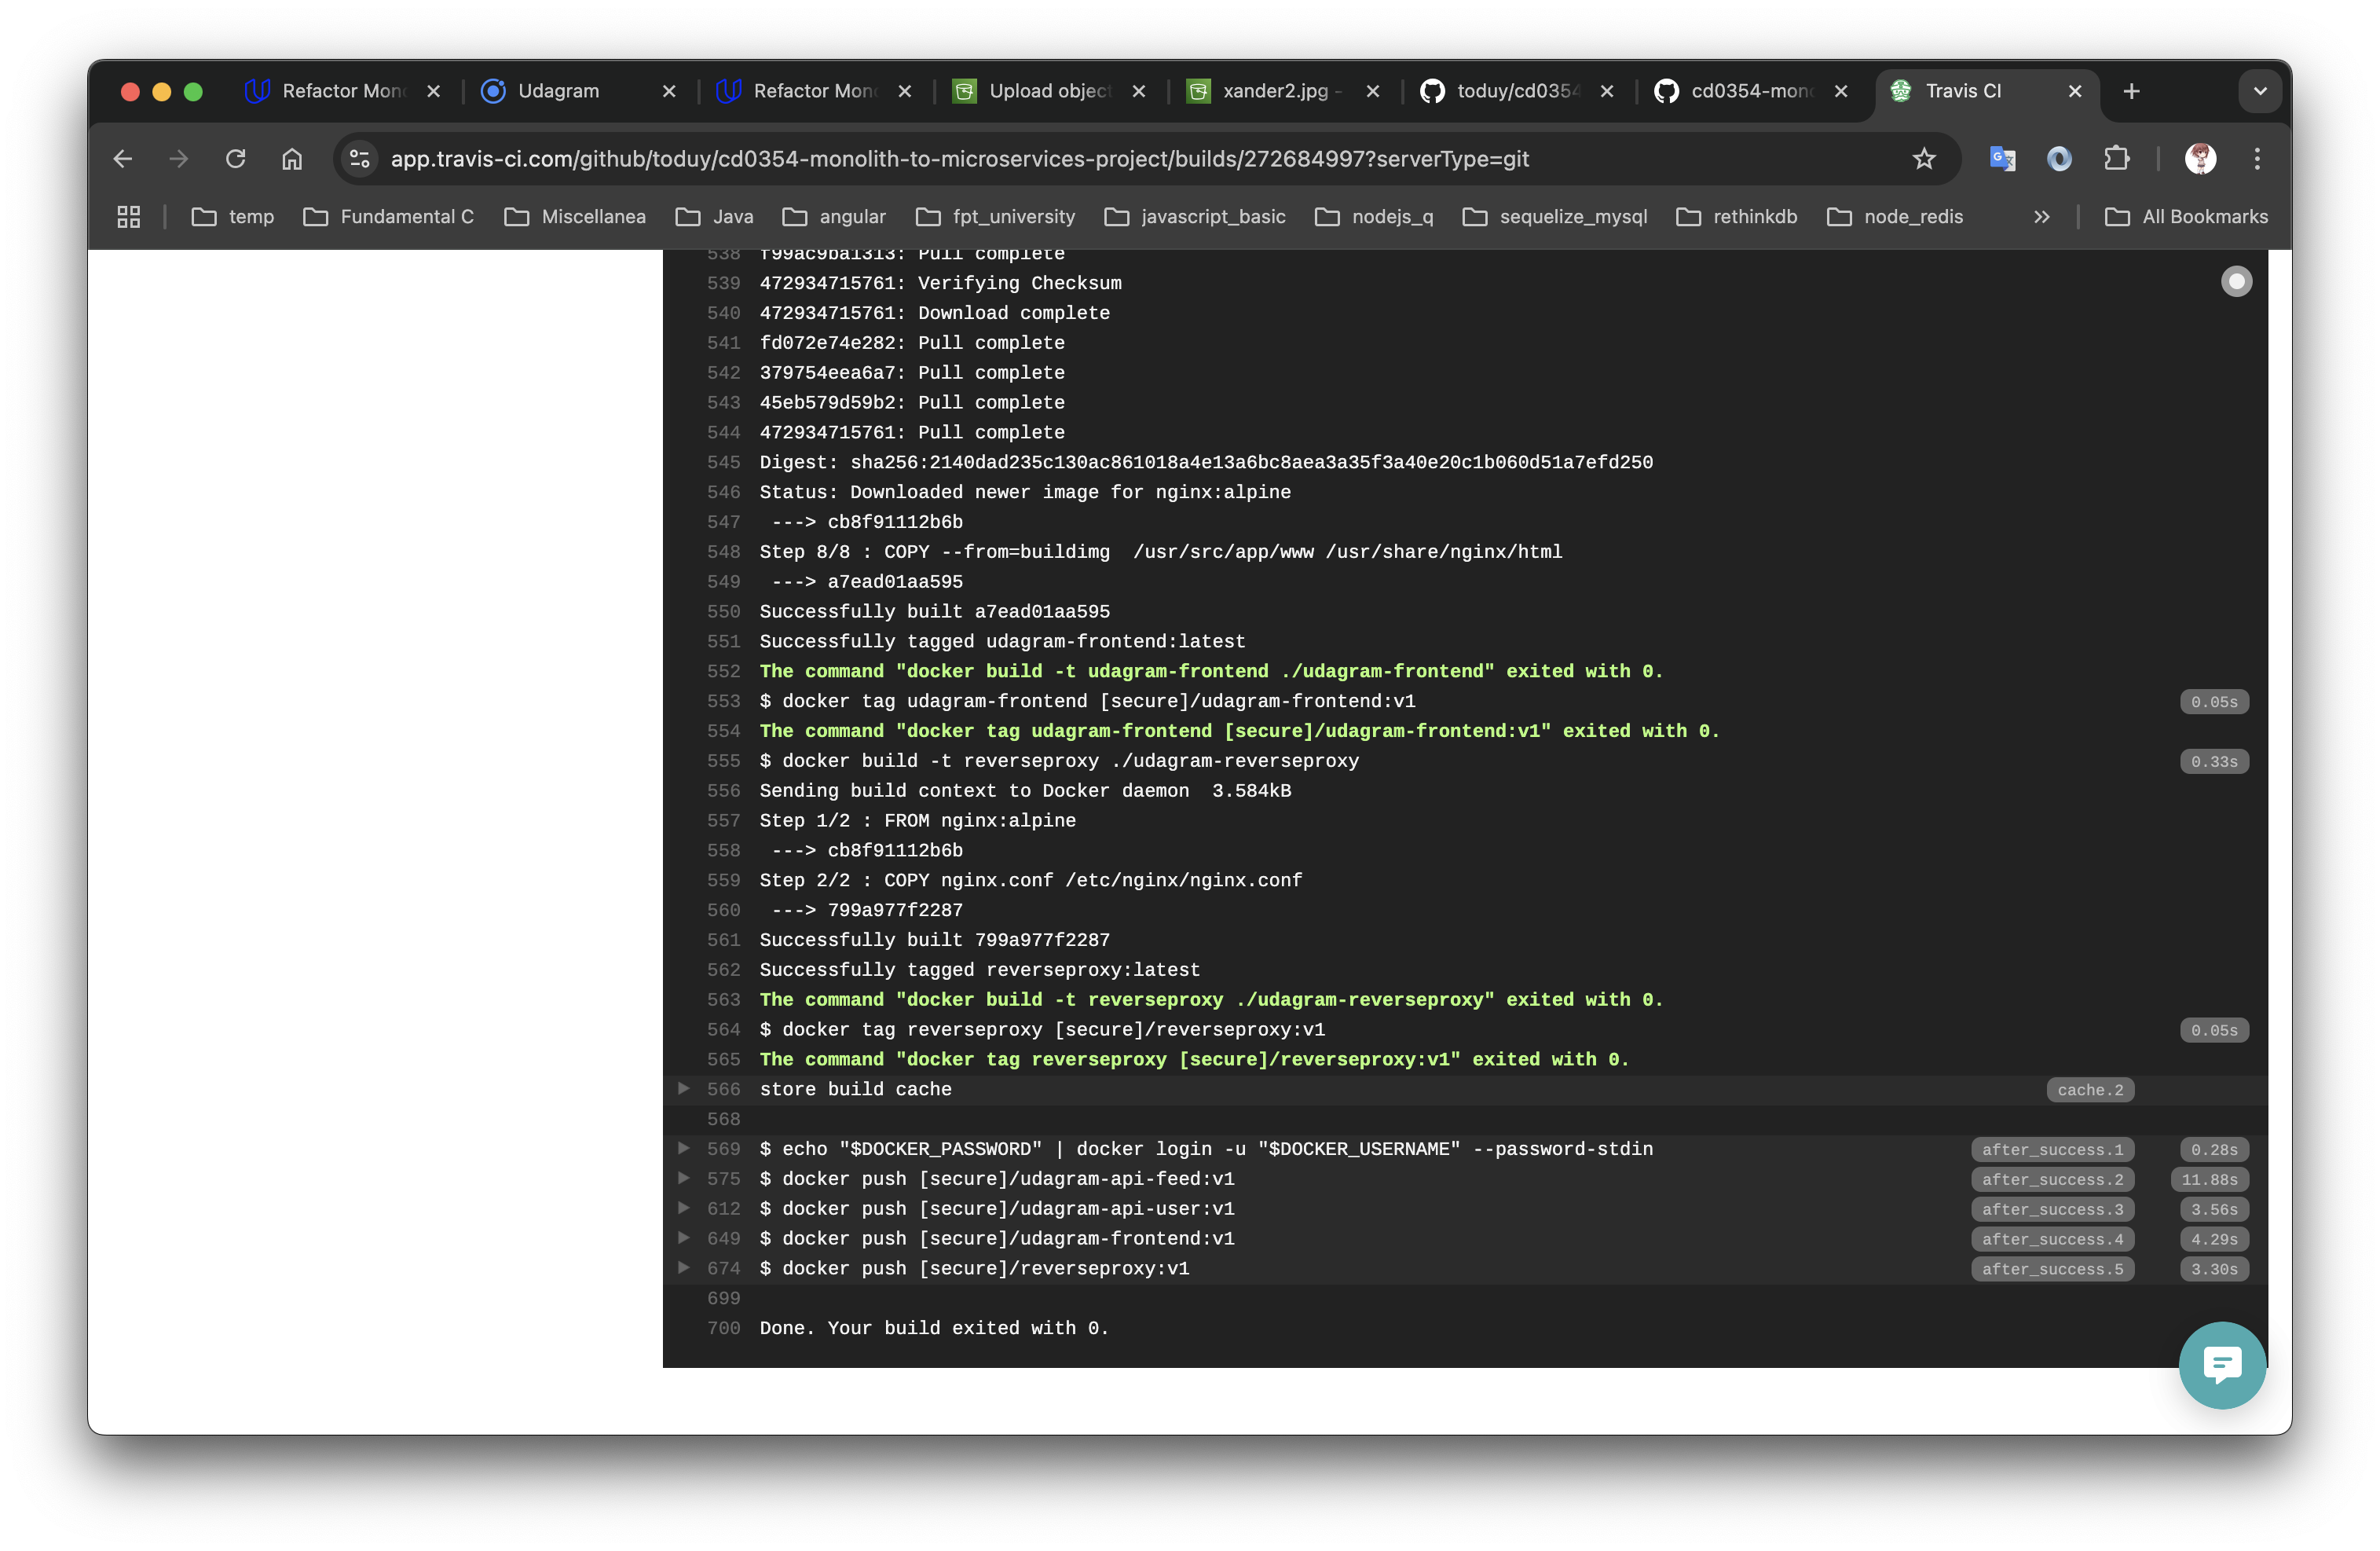 Refactor Mon
Udagram
Refactor Mon
Upload objec
xander2.jpg -
toduy/cd0354
cd0354-mono
Travis CI
app.travis-ci.com/github/toduy/cd0354-monolith-to-microservices-project/builds/272684997?serverType=git
temp
Fundamental C
Miscellanea
Java
angular
fpt_university
javascript_basic
nodejs_q
sequelize_mysql
rethinkdb
node_redis
All Bookmarks
538 f99ac9ba1313: Pull complete
539 472934715761: Verifying Checksum
540 472934715761: Download complete
541 fd072e74e282: Pull complete
542 379754eea6a7: Pull complete
543 45eb579d59b2: Pull complete
544 472934715761: Pull complete
545 Digest: sha256:2140dad235c130ac861018a4e13a6bc8aea3a35f3a40e20c1b060d51a7efd250
546 Status: Downloaded newer image for nginx:alpine
547 ---> cb8f91112b6b
548 Step 8/8 : COPY --from=buildimg  /usr/src/app/www /usr/share/nginx/html
549 ---> a7ead01aa595
550 Successfully built a7ead01aa595
551 Successfully tagged udagram-frontend:latest
552 The command "docker build -t udagram-frontend ./udagram-frontend" exited with 0.
553 $ docker tag udagram-frontend [secure]/udagram-frontend:v1 0.05s
554 The command "docker tag udagram-frontend [secure]/udagram-frontend:v1" exited with 0.
555 $ docker build -t reverseproxy ./udagram-reverseproxy 0.33s
556 Sending build context to Docker daemon  3.584kB
557 Step 1/2 : FROM nginx:alpine
558 ---> cb8f91112b6b
559 Step 2/2 : COPY nginx.conf /etc/nginx/nginx.conf
560 ---> 799a977f2287
561 Successfully built 799a977f2287
562 Successfully tagged reverseproxy:latest
563 The command "docker build -t reverseproxy ./udagram-reverseproxy" exited with 0.
564 $ docker tag reverseproxy [secure]/reverseproxy:v1 0.05s
565 The command "docker tag reverseproxy [secure]/reverseproxy:v1" exited with 0.
566 store build cache cache.2
568
569 $ echo "$DOCKER_PASSWORD" | docker login -u "$DOCKER_USERNAME" --password-stdin after_success.1 0.28s
575 $ docker push [secure]/udagram-api-feed:v1 after_success.2 11.88s
612 $ docker push [secure]/udagram-api-user:v1 after_success.3 3.56s
649 $ docker push [secure]/udagram-frontend:v1 after_success.4 4.29s
674 $ docker push [secure]/reverseproxy:v1 after_success.5 3.30s
699
700 Done. Your build exited with 0.